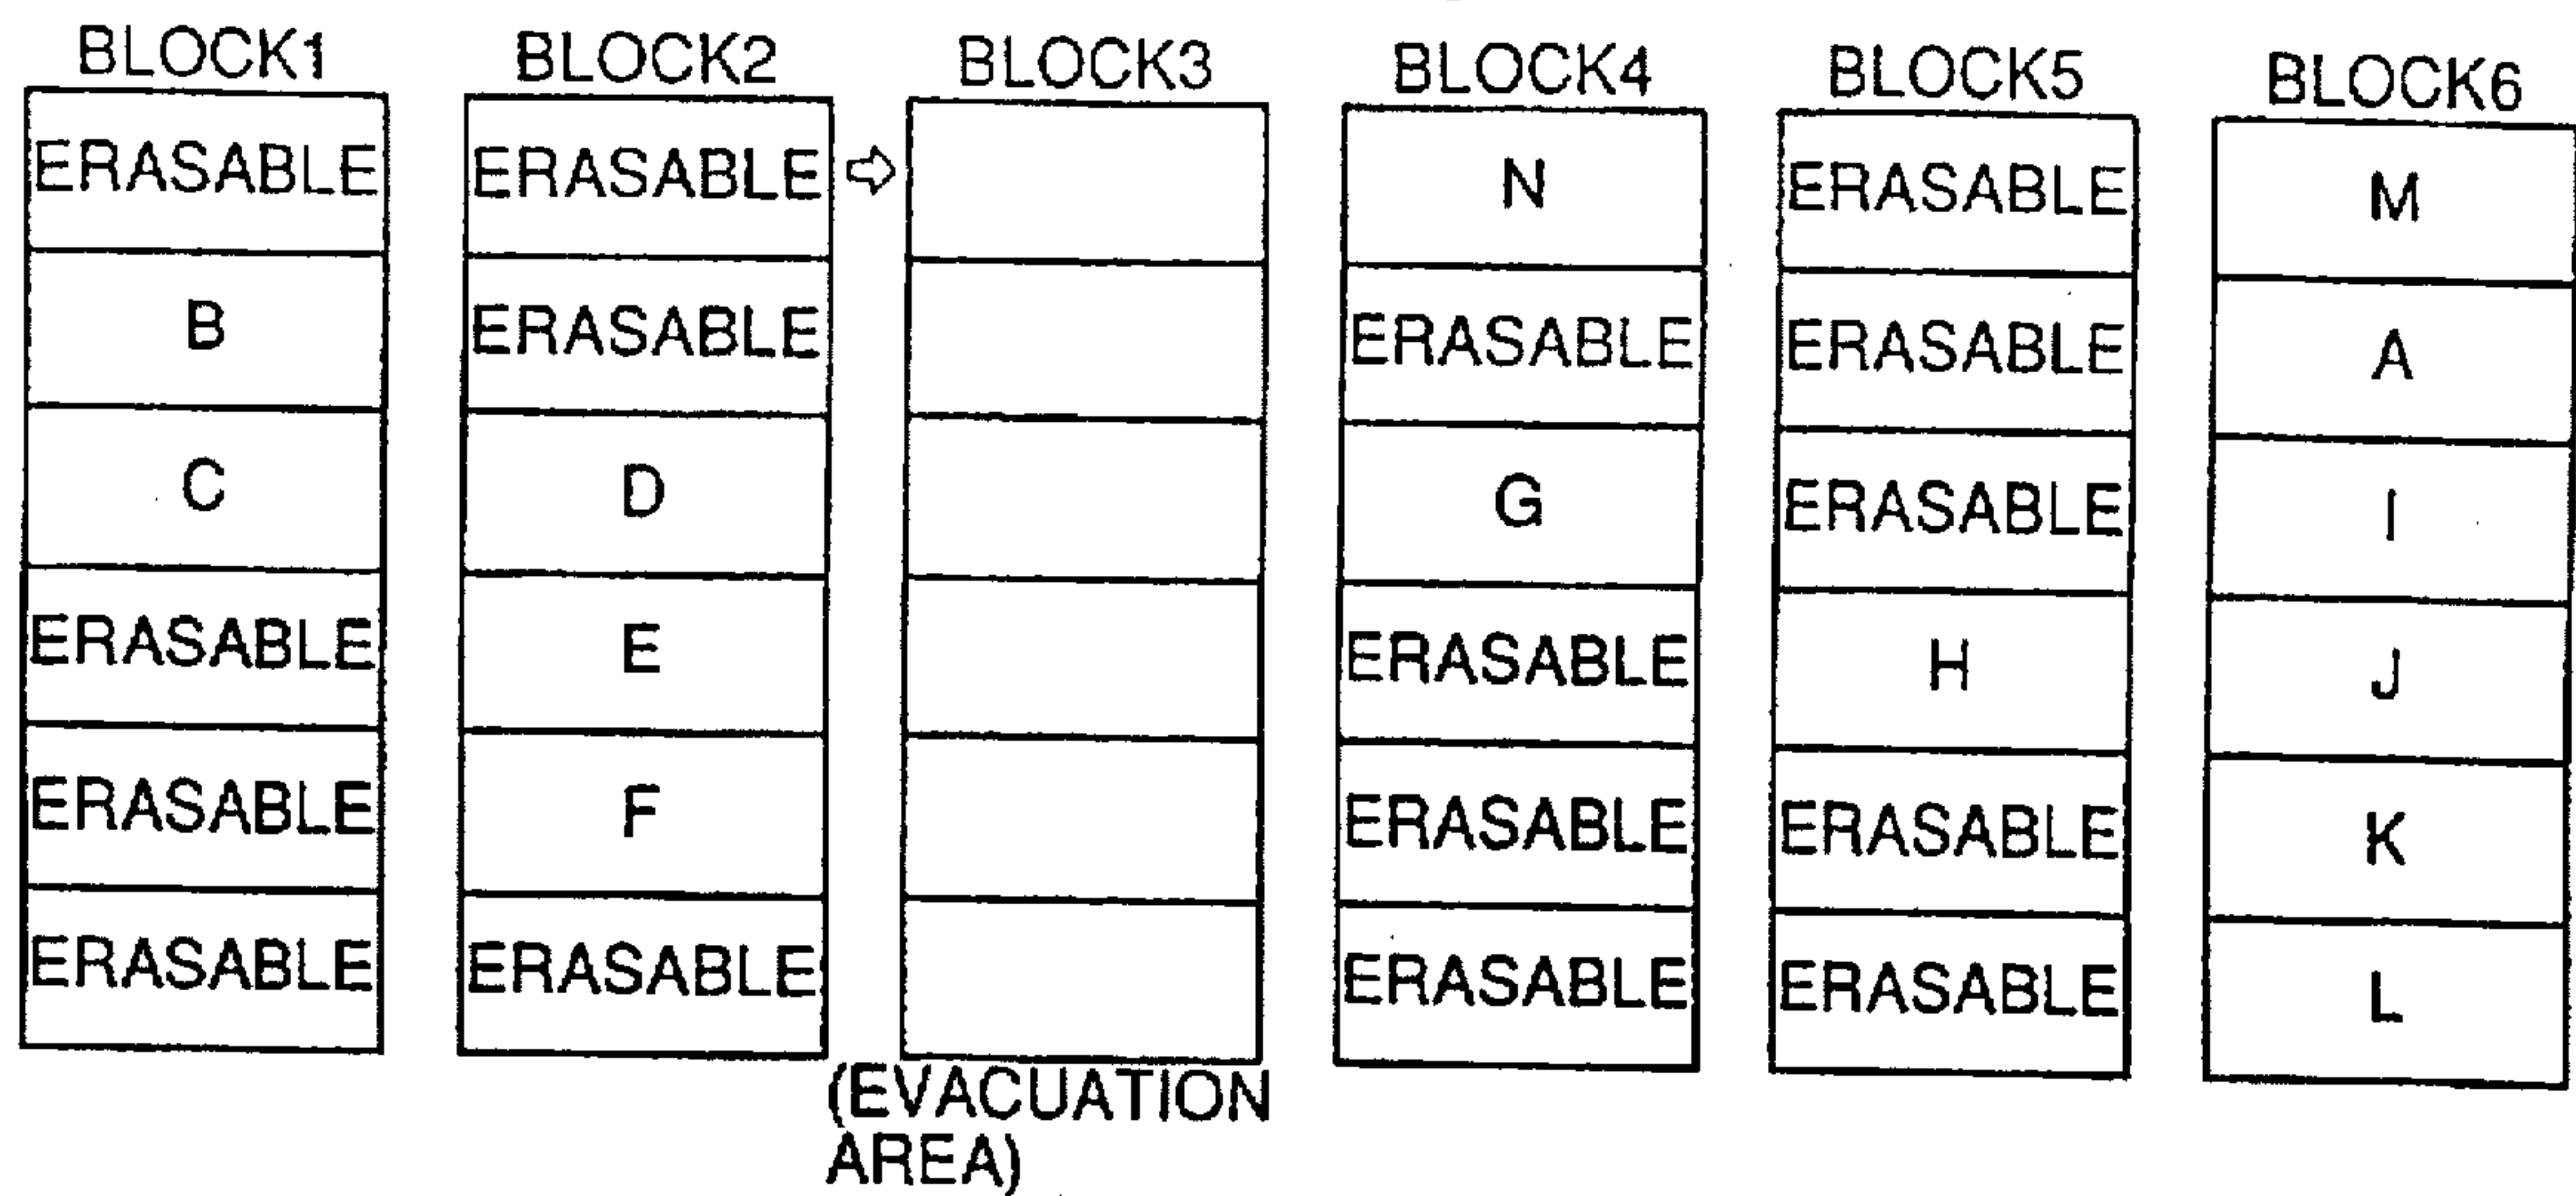 BLOCK1 BLOCK2 BLOCK3 BLOCK4 BLOCK5 BLOCK6
ERASABLE ERASABLE N ERASABLE M
B ERASABLE ERASABLE ERASABLE A
C D G ERASABLE I
ERASABLE E ERASABLE H J
ERASABLE F ERASABLE ERASABLE K
ERASABLE ERASABLE ERASABLE ERASABLE L
(EVACUATION
AREA)